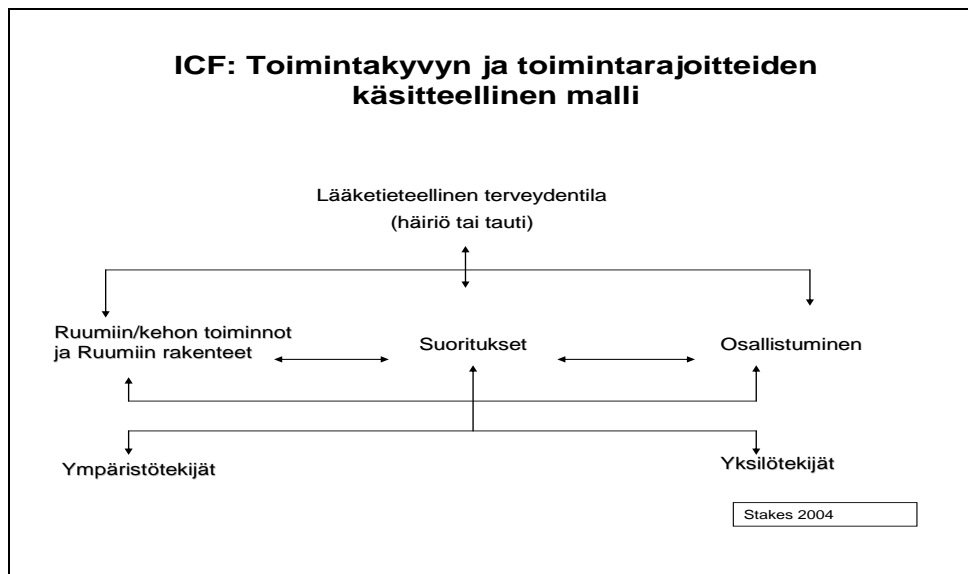 ICF: Toimintakyvyn ja toimintarajoitteiden
käsitteellinen malli
Lääketieteellinen terveydentila
(häiriö tai tauti)
Ruumiin/kehon toiminnot
ja Ruumiin rakenteet
Suoritukset
Osallistuminen
Ympäristötekijät
Yksilötekijät
Stakes 2004